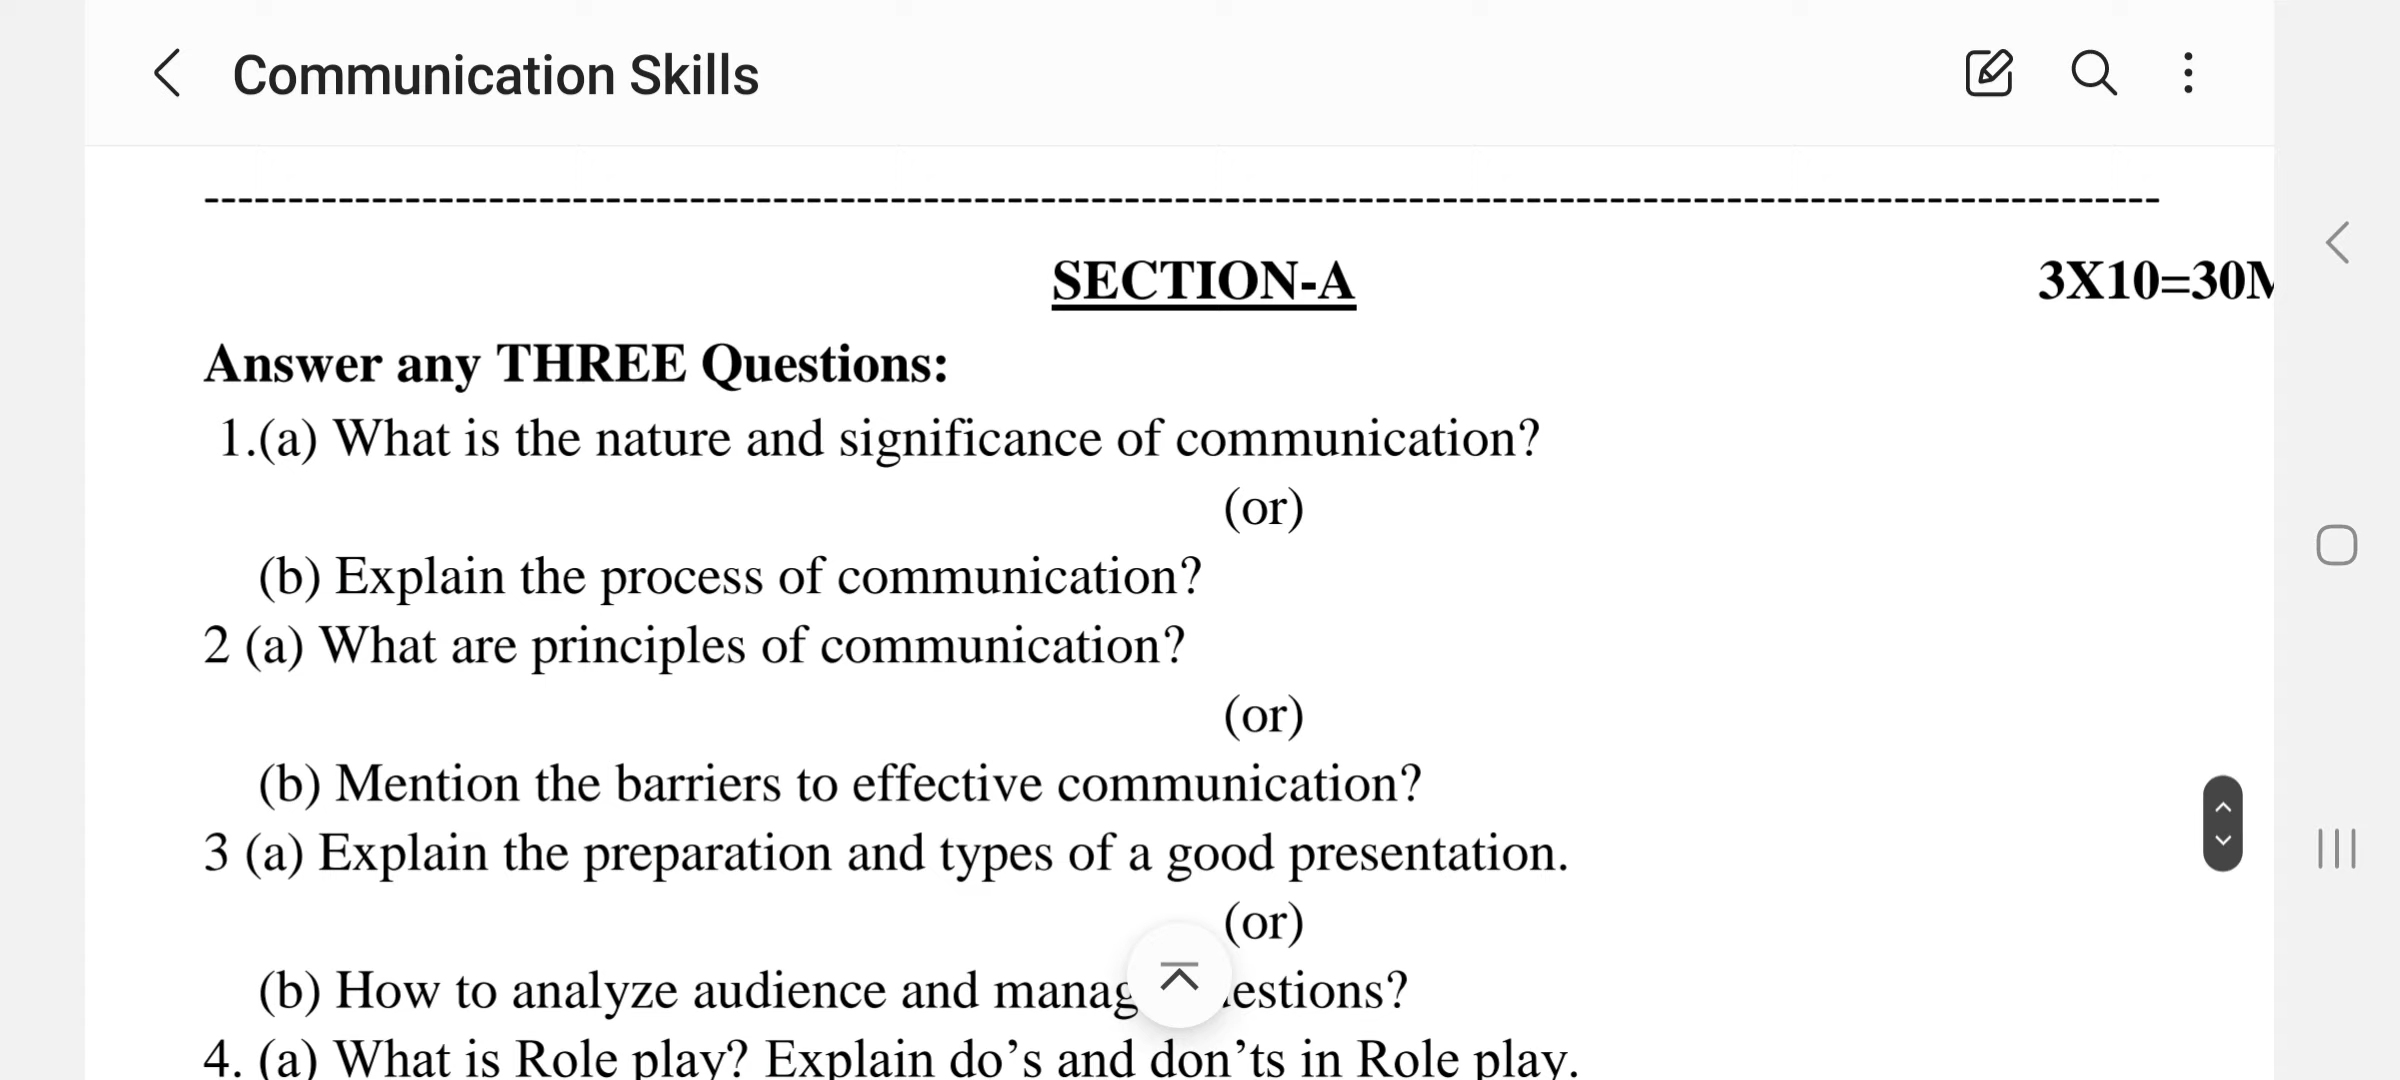 Communication Skills
--------------------------------------------------------------------------------------------------------------------
SECTION-A 3X10=30M
Answer any THREE Questions:
1.(a) What is the nature and significance of communication?
(or)
(b) Explain the process of communication?
2 (a) What are principles of communication?
(or)
(b) Mention the barriers to effective communication?
3 (a) Explain the preparation and types of a good presentation.
(or)
(b) How to analyze audience and
4. (a) What is Role play? Explain do’s and don’ts in Role play.